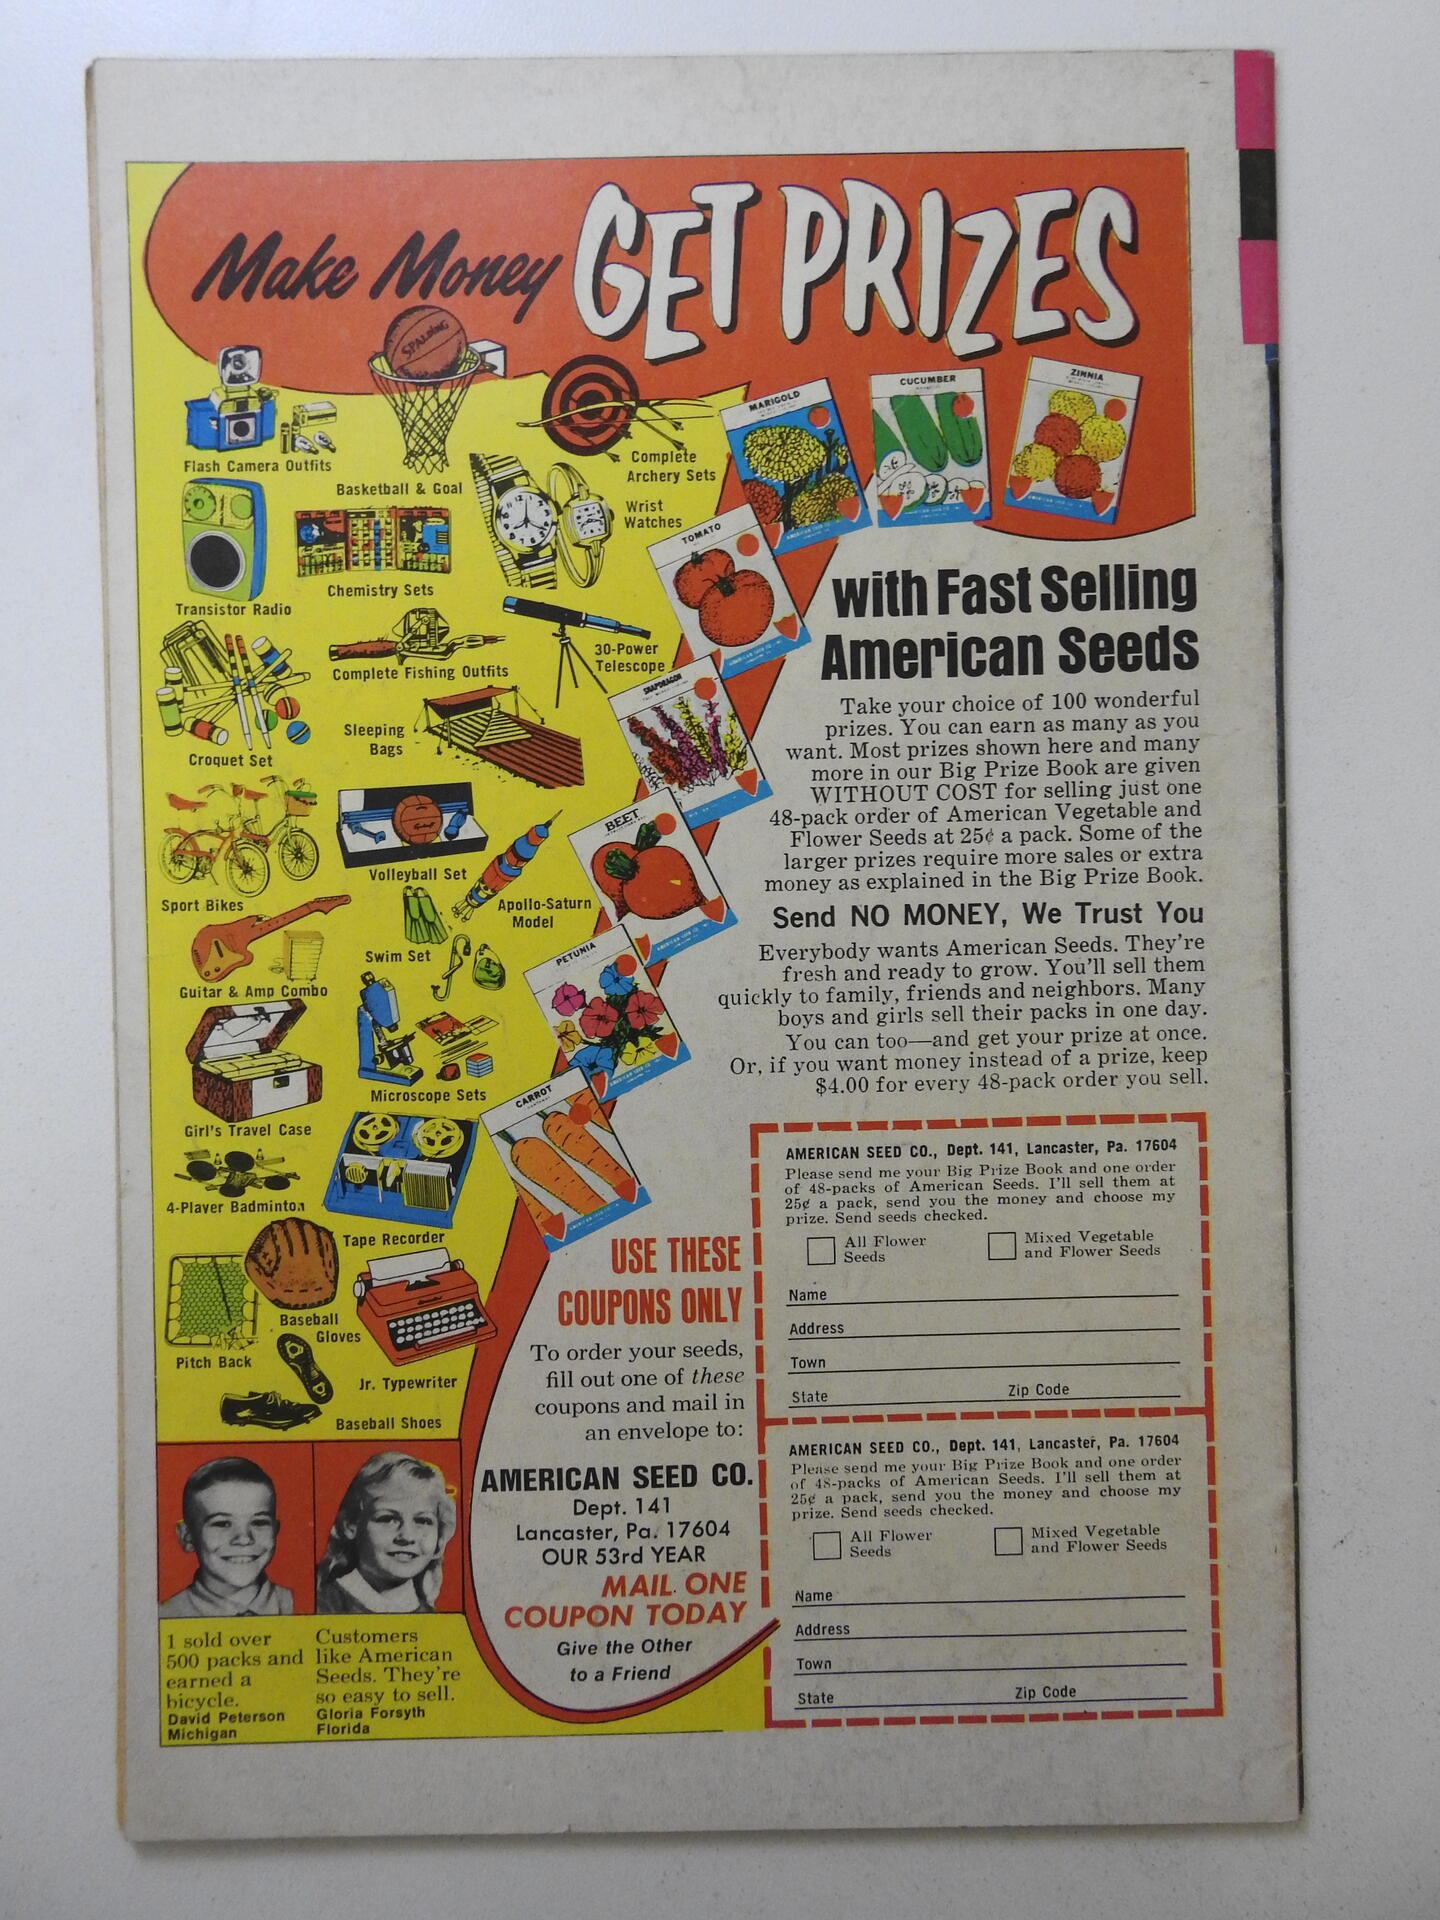 Make Money GET PRIZES
SPALDING
Flash Camera Outfits
Basketball & Goal
Complete
Archery Sets
Wrist
Watches
Transistor Radio
Chemistry Sets
Croquet Set
Complete Fishing Outfits
30-Power
Telescope
Sleeping
Bags
Sport Bikes
Volleyball Set
Apollo-Saturn
Model
Swim Set
Guitar & Amp Combo
Microscope Sets
Girl's Travel Case
4-Player Badminton
Tape Recorder
Pitch Back
Baseball
Gloves
Jr. Typewriter
Baseball Shoes
MARIGOLD
CUCUMBER
ZINNIA
TOMATO
SNAPDRAGON
BEET
PETUNIA
CARROT
with Fast Selling
American Seeds
Take your choice of 100 wonderful
prizes. You can earn as many as you
want. Most prizes shown here and many
more in our Big Prize Book are given
WITHOUT COST for selling just one
48-pack order of American Vegetable and
Flower Seeds at 25¢ a pack. Some of the
larger prizes require more sales or extra
money as explained in the Big Prize Book.
Send NO MONEY, We Trust You
Everybody wants American Seeds. They're
fresh and ready to grow. You'll sell them
quickly to family, friends and neighbors. Many
boys and girls sell their packs in one day.
You can too—and get your prize at once.
Or, if you want money instead of a prize, keep
$4.00 for every 48-pack order you sell.
USE THESE
COUPONS ONLY
To order your seeds,
fill out one of these
coupons and mail in
an envelope to:
AMERICAN SEED CO.
Dept. 141
Lancaster, Pa. 17604
OUR 53rd YEAR
MAIL ONE
COUPON TODAY
Give the Other
to a Friend
AMERICAN SEED CO., Dept. 141, Lancaster, Pa. 17604
Please send me your Big Prize Book and one order
of 48-packs of American Seeds. I'll sell them at
25¢ a pack, send you the money and choose my
prize. Send seeds checked.
All Flower
Seeds
Mixed Vegetable
and Flower Seeds
Name
Address
Town
State Zip Code
AMERICAN SEED CO., Dept. 141, Lancaster, Pa. 17604
Please send me your Big Prize Book and one order
of 48-packs of American Seeds. I'll sell them at
25¢ a pack, send you the money and choose my
prize. Send seeds checked.
All Flower
Seeds
Mixed Vegetable
and Flower Seeds
Name
Address
Town
State Zip Code
I sold over
500 packs and
earned a
bicycle.
David Peterson
Michigan
Customers
like American
Seeds. They're
so easy to sell.
Gloria Forsyth
Florida